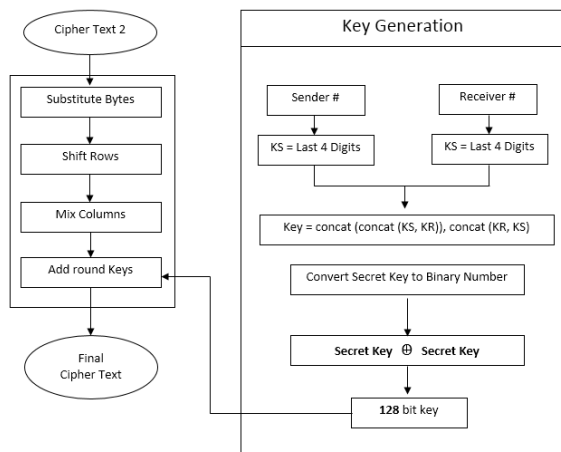 Cipher Text 2
Substitute Bytes
Shift Rows
Mix Columns
Add round Keys
Final
Cipher Text
Key Generation
Sender #
Receiver #
KS = Last 4 Digits
KS = Last 4 Digits
Key = concat (concat (KS, KR)), concat (KR, KS)
Convert Secret Key to Binary Number
Secret Key ⊕ Secret Key
128 bit key